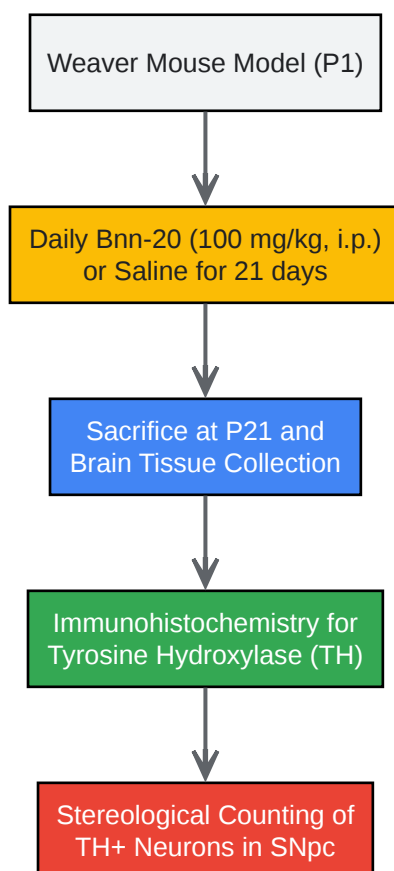 Weaver Mouse Model (P1)
Daily Bnn-20 (100 mg/kg, i.p.)
or Saline for 21 days
Sacrifice at P21 and
Brain Tissue Collection
Immunohistochemistry for
Tyrosine Hydroxylase (TH)
Stereological Counting of
TH+ Neurons in SNpc